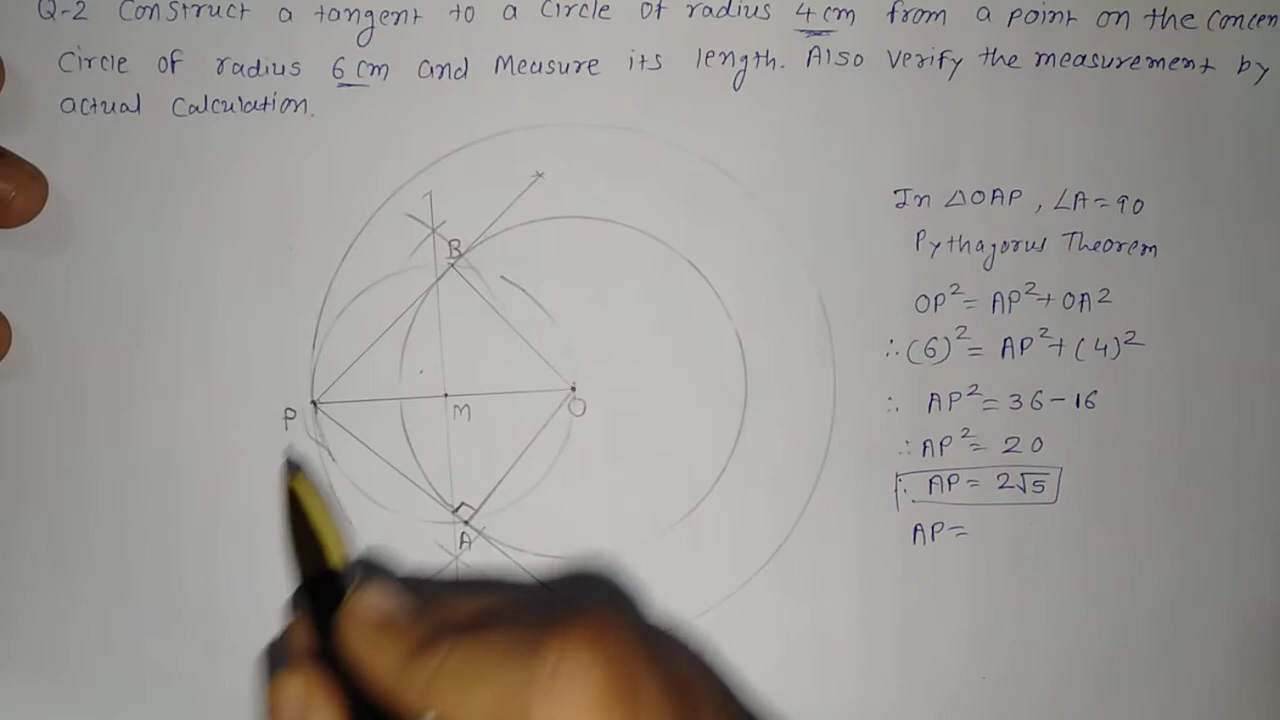 Q-2 Construct a tangent to a circle of radius 4 cm from a point on the concen
circle of radius 6 cm and Measure its length. Also verify the measurement by
actual calculation.
B
P
M
O
A
In △OAP, ∠A=90
Pythagorus Theorem
OP²= AP²+OA²
∴(6)²= AP²+(4)²
∴ AP²=36-16
∴AP²= 20
∴ AP= 2√5
AP=